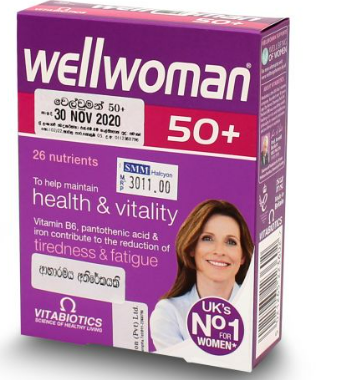 wellwoman®
වෙල්වුමන් 50+
30 NOV 2020
50+
26 nutrients
SMM Halcyon
MRP 3011.00
To help maintain
health & vitality
Vitamin B6, pantothenic acid &
iron contribute to the reduction of
tiredness & fatigue
ආහාරමය අතිරේකයකි
VITABIOTICS
SCIENCE OF HEALTHY LIVING
UK's
No1
FOR
WOMEN*